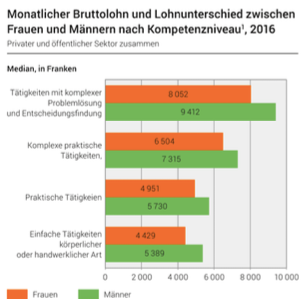 Monatlicher Bruttolohn und Lohnunterschied zwischen
Frauen und Männern nach Kompetenzniveau¹, 2016
Privater und öffentlicher Sektor zusammen
Median, in Franken
Tätigkeiten mit komplexer
Problemlösung
und Entscheidungsfindung
8 052
9 412
Komplexe praktische
Tätigkeiten,
6 504
7 315
Praktische Tätigkeien
4 951
5 730
Einfache Tätigkeiten
körperlicher
oder handwerklicher Art
4 429
5 389
0 2 000 4 000 6 000 8 000 10 000
Frauen Männer